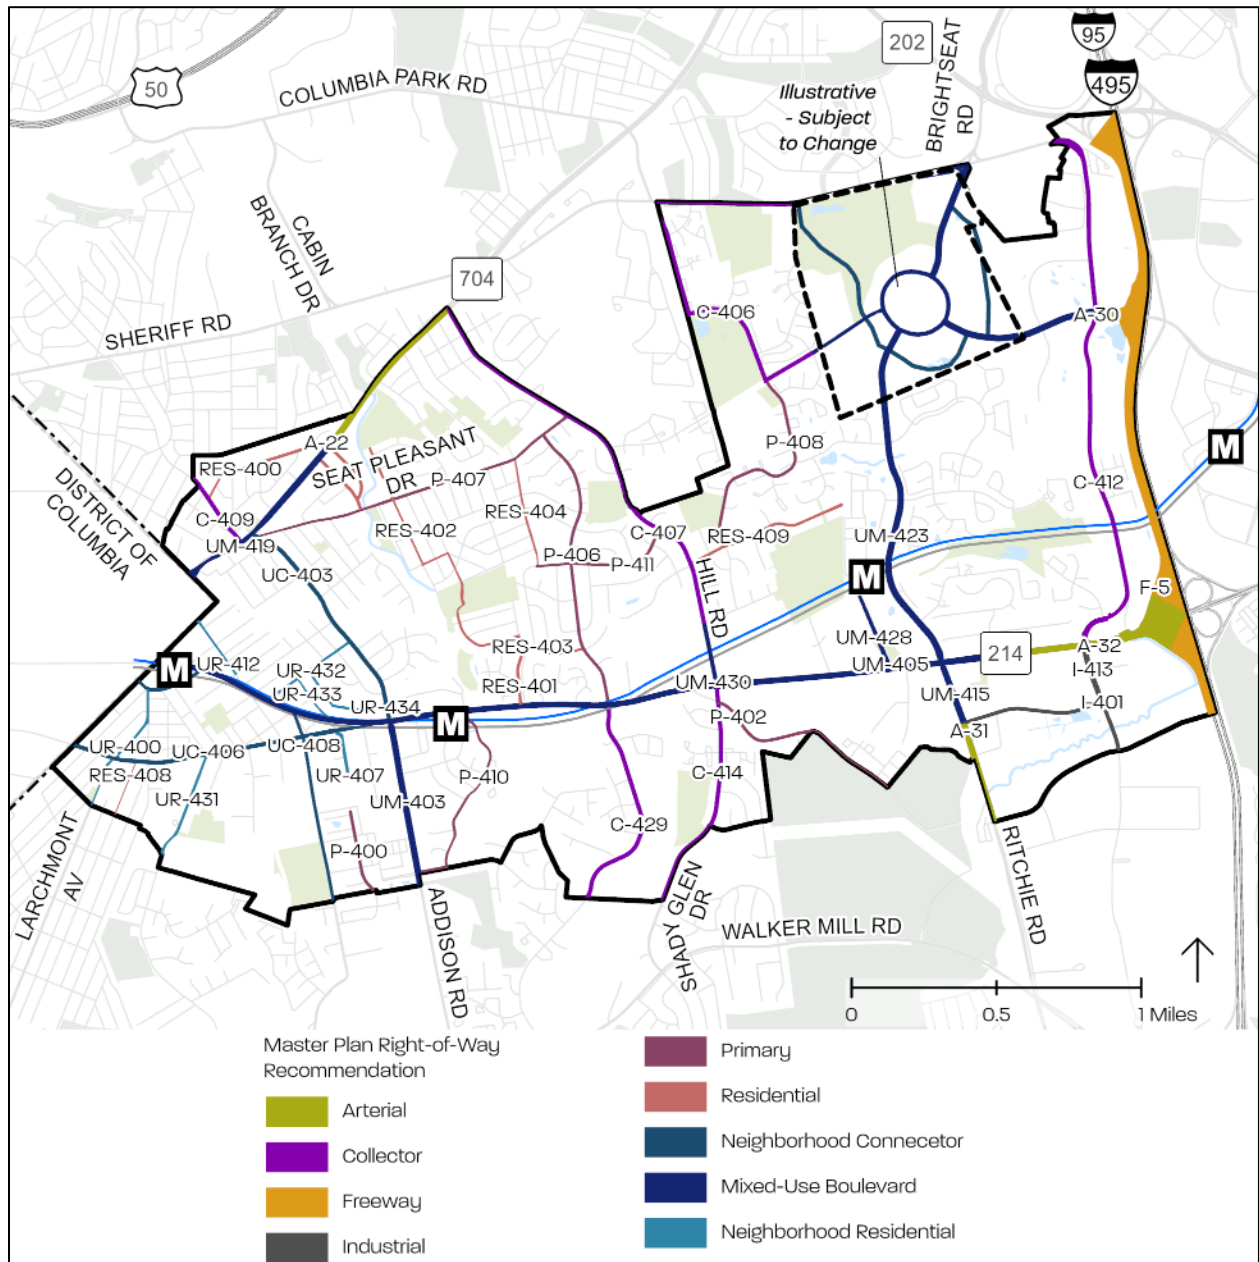 202
BRIGHTSEAT
RD
95
495
50
COLUMBIA PARK RD
Illustrative
- Subject
to Change
CABIN
BRANCH DR
704
SHERIFF RD
C-406
A-30
A-22
SEAT PLEASANT
DR
P-408
RES-400
P-407
DISTRICT OF
COLUMBIA
C-409
RES-402
RES-404
C-407
RES-409
C-412
UM-419
P-406
UM-423
UC-403
P-411
HILL RD
M
M
F-5
UM-428
RES-403
214
A-32
M
UR-412
UR-432
UM-405
I-413
UR-433
RES-401
UM-430
UM-415
UR-434
M
P-402
I-401
A-31
UR-400
UC-406
UC-408
RES-408
UR-407
P-410
C-414
UR-431
UM-403
C-429
P-400
LARCHMONT
AV
ADDISON RD
SHADY GLEN
DR
RITCHIE RD
WALKER MILL RD
0
0.5
1 Miles
Master Plan Right-of-Way
Recommendation
Arterial
Collector
Freeway
Industrial
Primary
Residential
Neighborhood Connecetor
Mixed-Use Boulevard
Neighborhood Residential